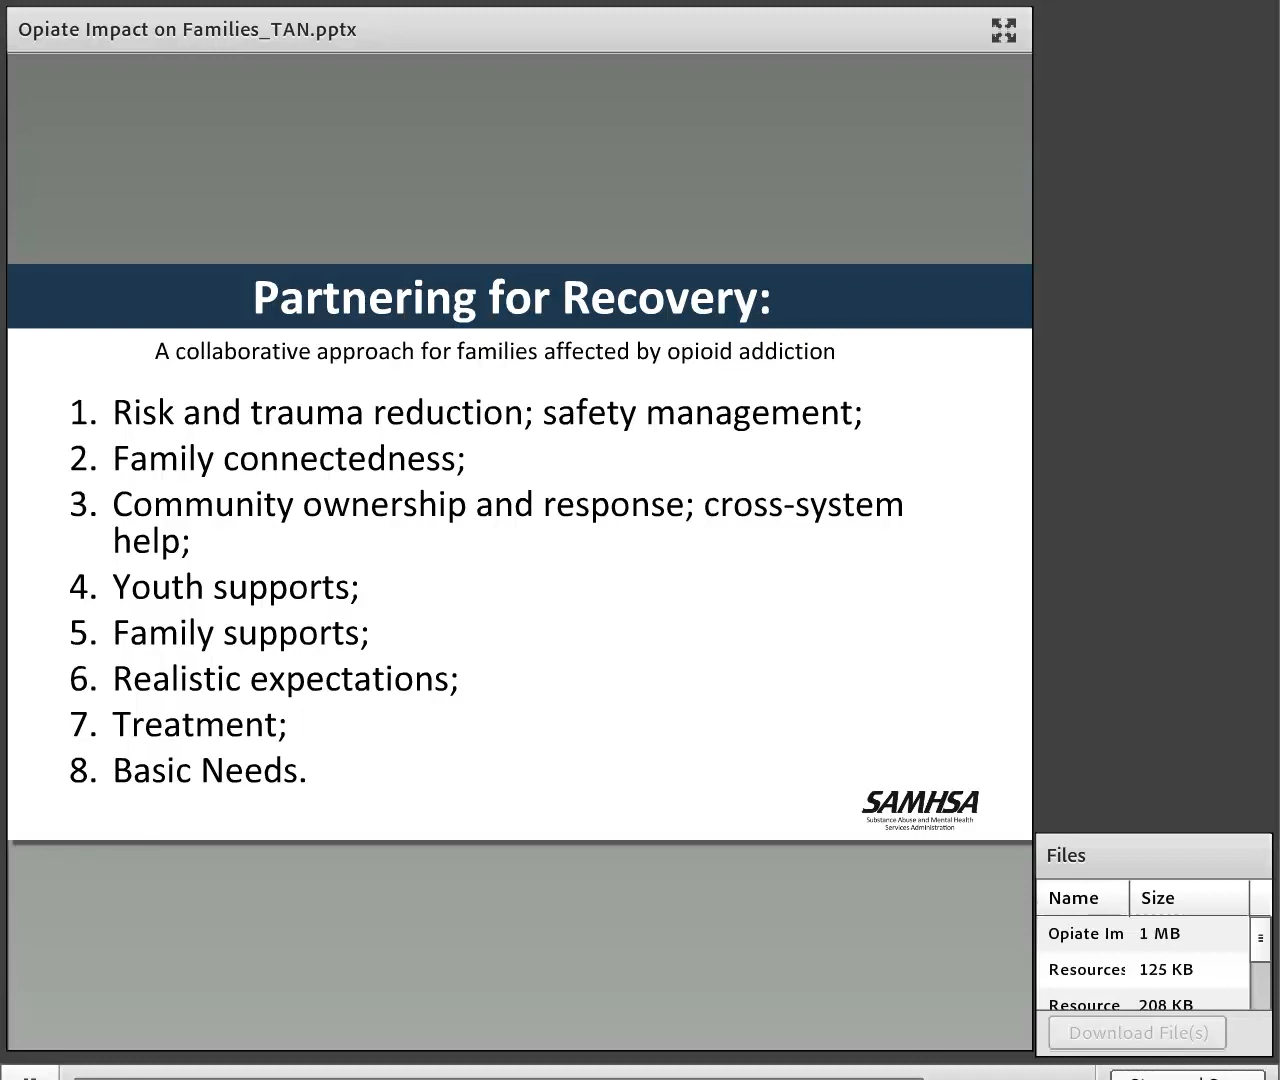 Opiate Impact on Families_TAN.pptx
Partnering for Recovery:
A collaborative approach for families affected by opioid addiction
1. Risk and trauma reduction; safety management;
2. Family connectedness;
3. Community ownership and response; cross-system
help;
4. Youth supports;
5. Family supports;
6. Realistic expectations;
7. Treatment;
8. Basic Needs.
SAMHSA
Substance Abuse and Mental Health
Services Administration
Files
Name Size
Opiate Im 1 MB
Resources 125 KB
Resource 208 KB
Download File(s)